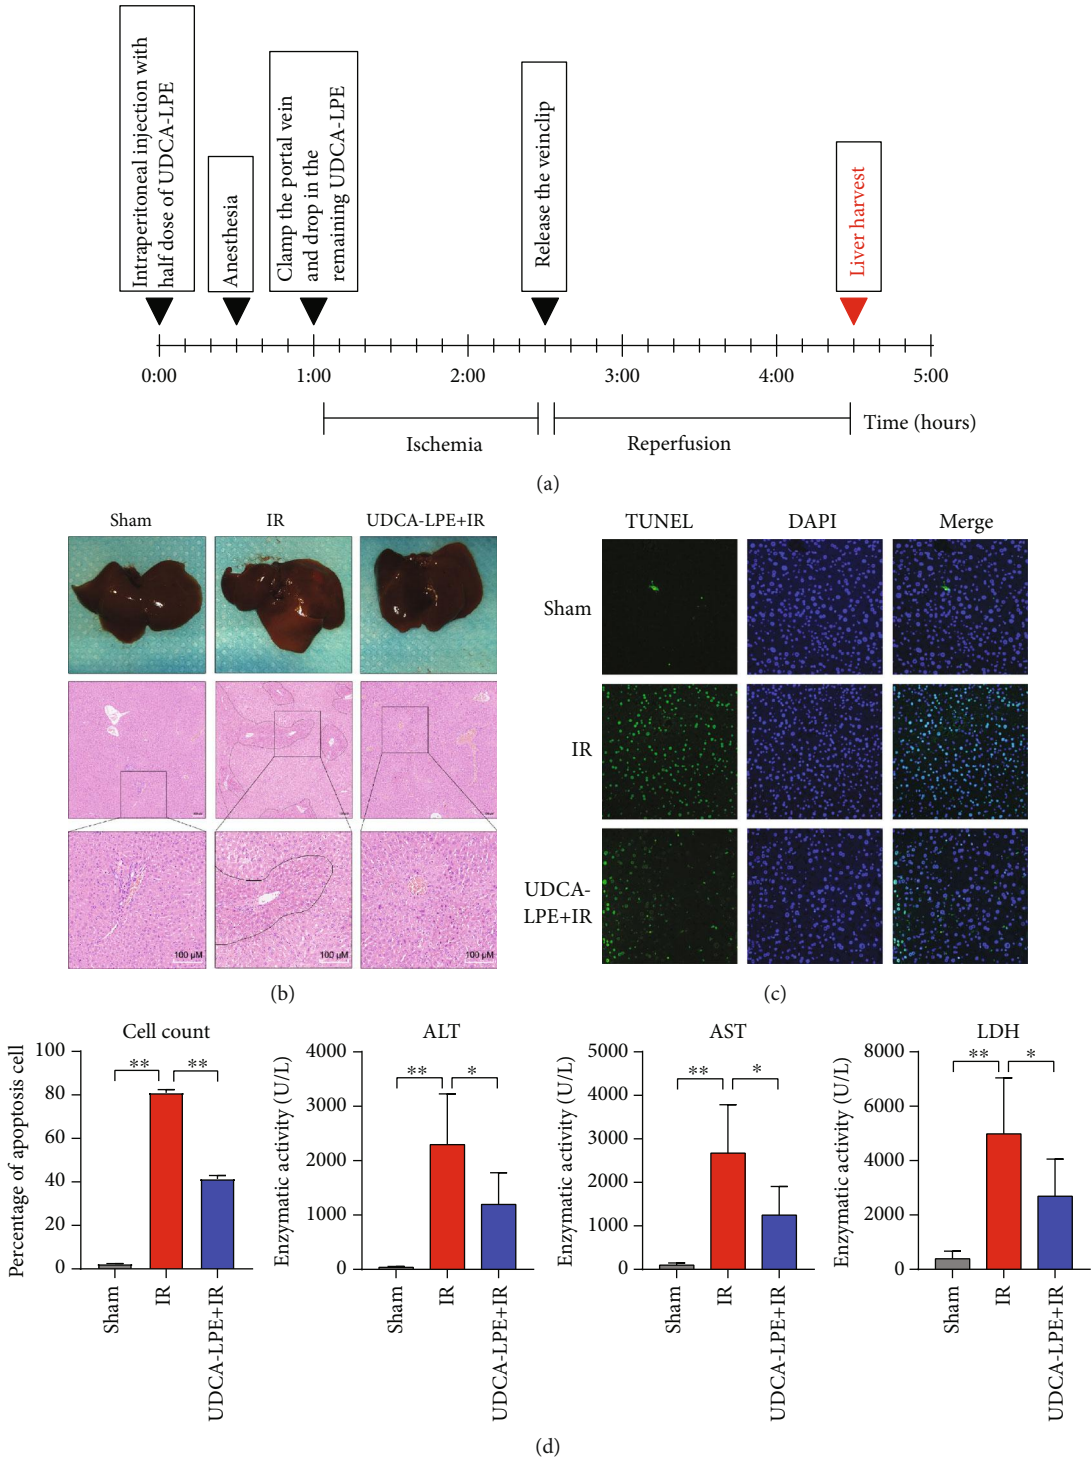 Intraperitoneal injection with
half dose of UDCA-LPE
Anesthesia
Clamp the portal vein
and drop in the
remaining UDCA-LPE
Release the veinclip
Liver harvest
0:00
1:00
2:00
3:00
4:00
5:00
Ischemia
Reperfusion
Time (hours)
(a)
Sham
IR
UDCA-LPE+IR
100 µM
100 µM
100 µM
(b)
TUNEL
DAPI
Merge
Sham
IR
UDCA-
LPE+IR
(c)
Cell count
Percentage of apoptosis cell
100
80
60
40
20
0
**
**
Sham
IR
UDCA-LPE+IR
ALT
Enzymatic activity (U/L)
4000
3000
2000
1000
0
**
*
Sham
IR
UDCA-LPE+IR
AST
Enzymatic activity (U/L)
5000
4000
3000
2000
1000
0
**
*
Sham
IR
UDCA-LPE+IR
LDH
Enzymatic activity (U/L)
8000
6000
4000
2000
0
**
*
Sham
IR
UDCA-LPE+IR
(d)